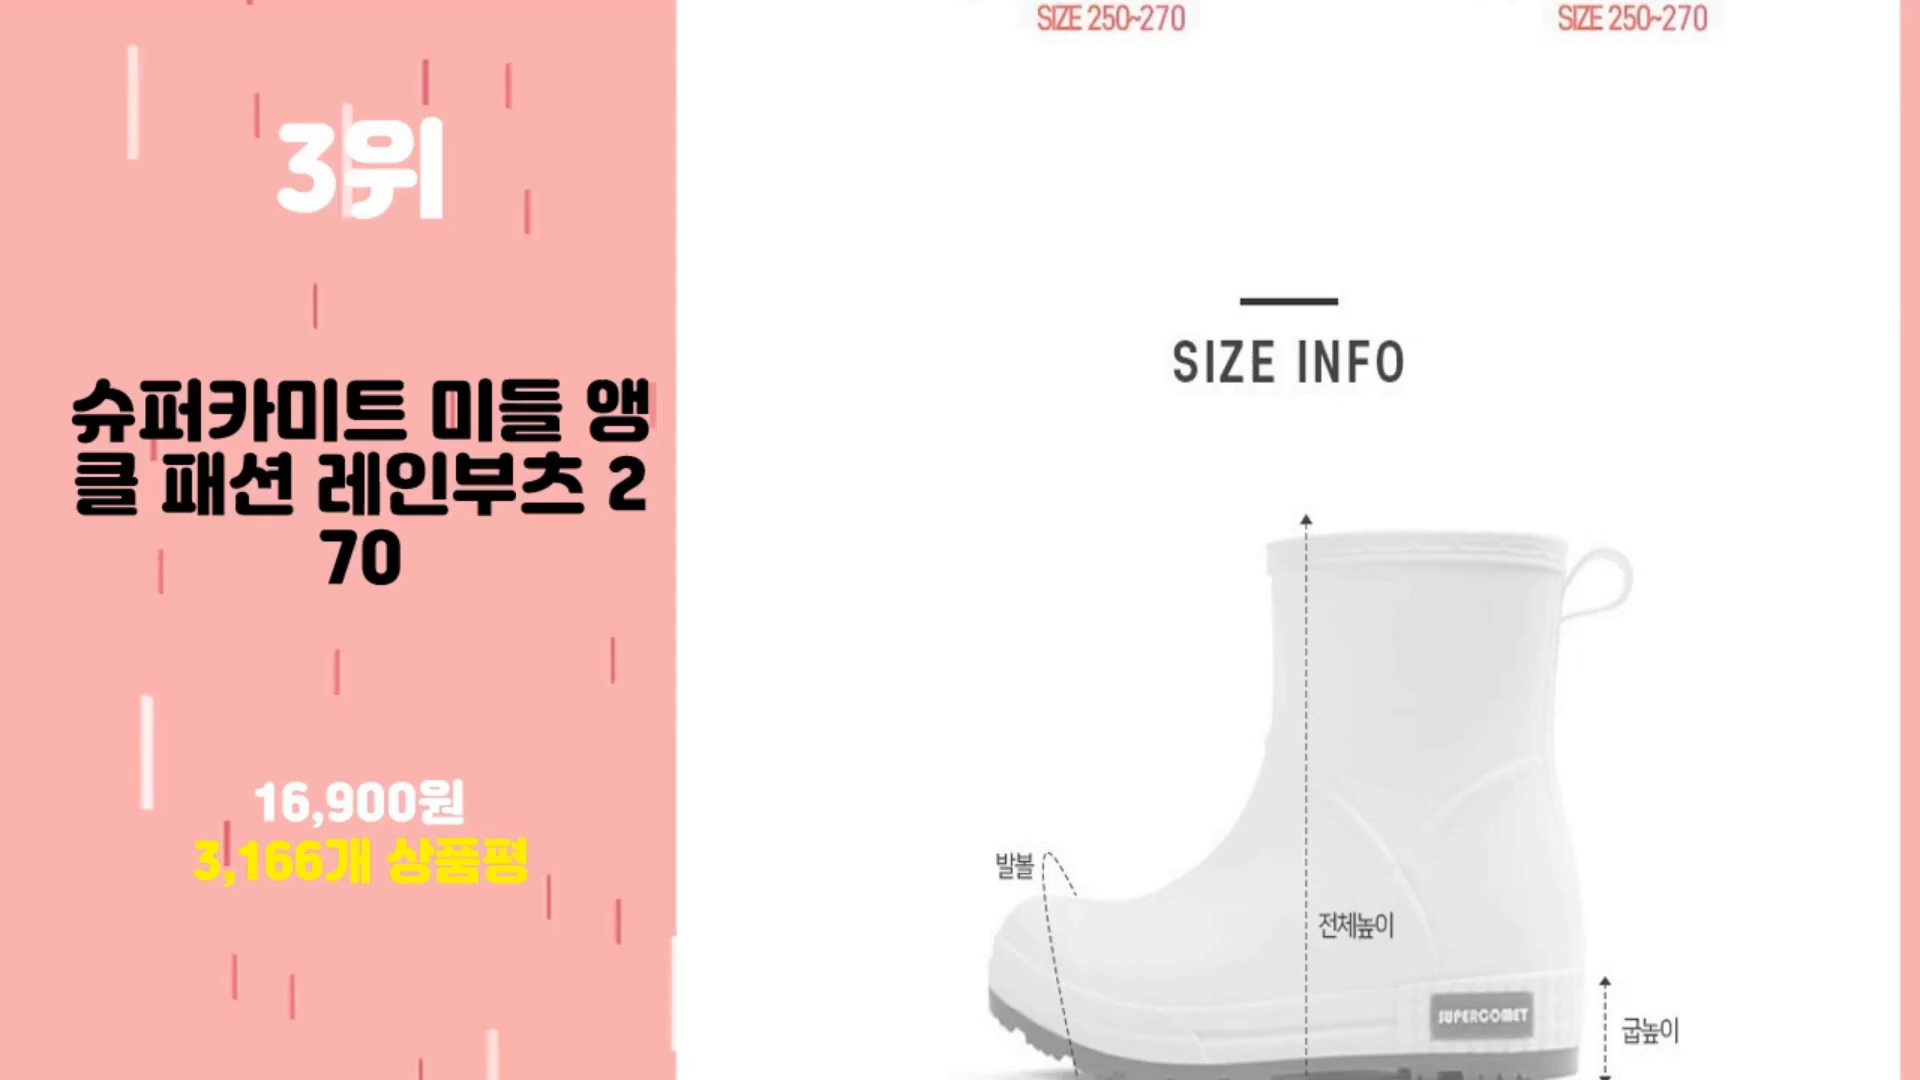 3위
슈퍼카미트 미들 앵
클 패션 레인부츠 2
70
16,900원
3,166개 상품평
SIZE 250~270
SIZE 250~270
SIZE INFO
발볼
전체높이
SUPERCOMET
굽높이